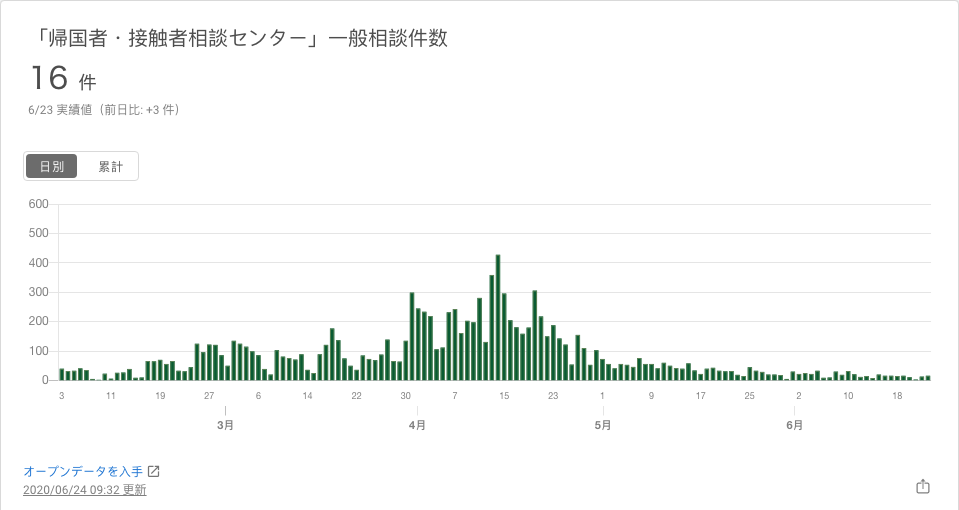 「帰国者・接触者相談センター」一般相談件数
16 件
6/23 実績値（前日比: +3 件）
日別 累計
600
500
400
300
200
100
0
3 11 19 27 6 14 22 30 7 15 23 1 9 17 25 2 10 18
3月 4月 5月 6月
オープンデータを入手
2020/06/24 09:32 更新